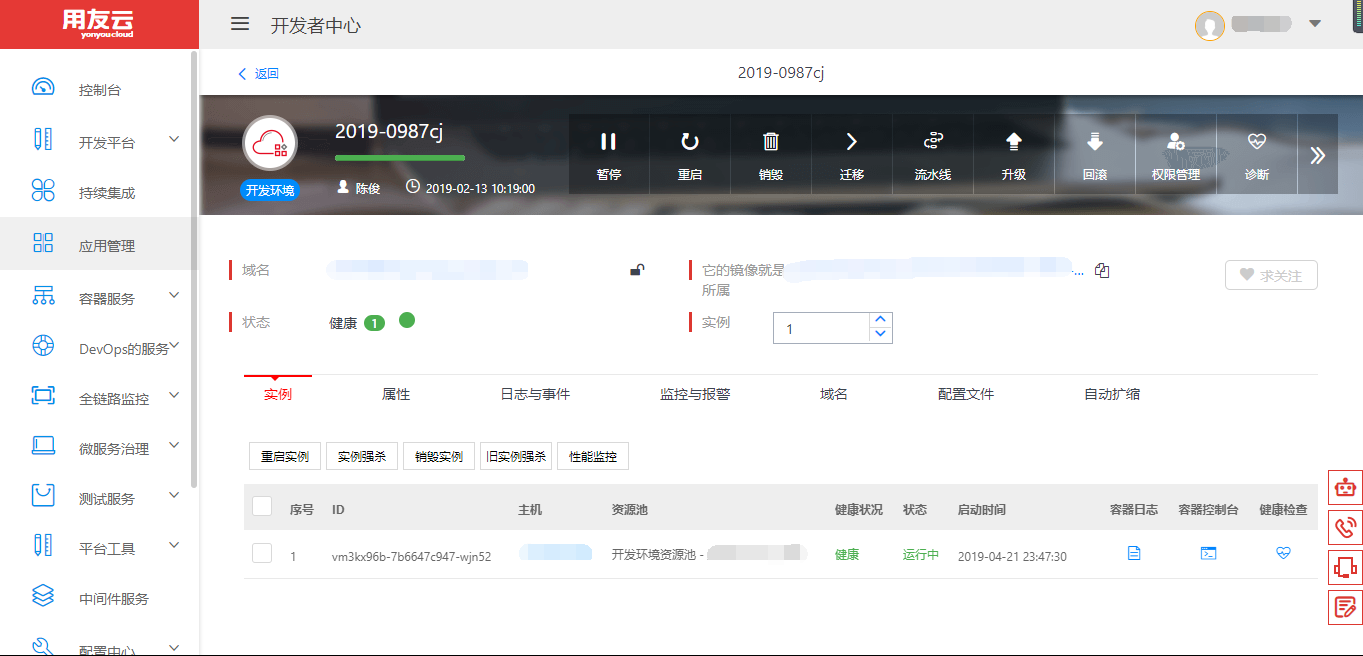 用友云
yonyoucloud
开发者中心
控制台
开发平台
持续集成
应用管理
容器服务
DevOps的服务
全链路监控
微服务治理
测试服务
平台工具
中间件服务
配置中心
返回
2019-0987cj
2019-0987cj
开发环境
陈俊
2019-02-13 10:19:00
暂停
重启
销毁
迁移
流水线
升级
回滚
权限管理
诊断
域名
它的镜像就是
...
所属
求关注
状态
健康 1
实例
1
实例 属性 日志与事件 监控与报警 域名 配置文件 自动扩缩
重启实例 实例强杀 销毁实例 旧实例强杀 性能监控
序号 ID 主机 资源池 健康状况 状态 启动时间 容器日志 容器控制台 健康检查
1 vm3kx96b-7b6647c947-wjn52 开发环境资源池 - 健康 运行中 2019-04-21 23:47:30